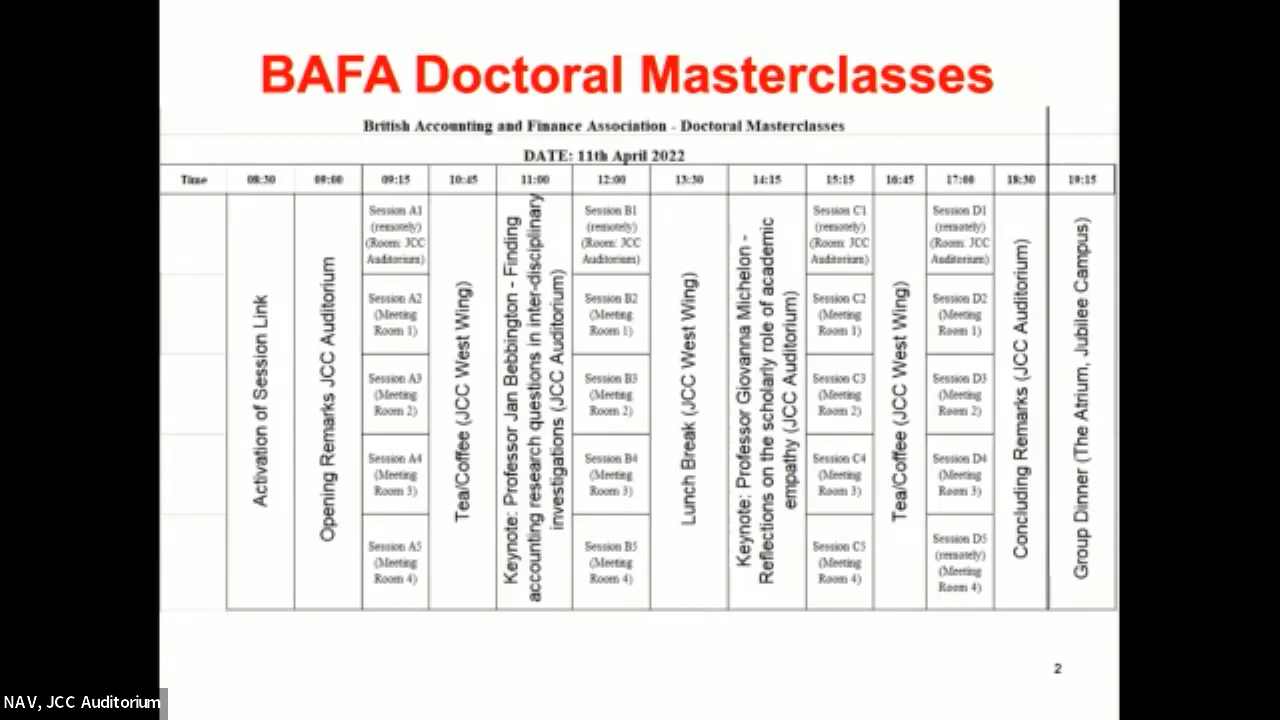 BAFA Doctoral Masterclasses
British Accounting and Finance Association - Doctoral Masterclasses
DATE: 11th April 2022
Time 08:30 09:00 09:15 10:45 11:00 12:00 13:30 14:15 15:15 16:45 17:00 18:30 19:15
Activation of Session Link
Opening Remarks JCC Auditorium
Session A1
(remotely)
(Room: JCC
Auditorium)
Session A2
(Meeting
Room 1)
Session A3
(Meeting
Room 2)
Session A4
(Meeting
Room 3)
Session A5
(Meeting
Room 4)
Tea/Coffee (JCC West Wing)
Keynote: Professor Jan Bebbington - Finding
accounting research questions in inter-disciplinary
investigations (JCC Auditorium)
Session B1
(remotely)
(Room: JCC
Auditorium)
Session B2
(Meeting
Room 1)
Session B3
(Meeting
Room 2)
Session B4
(Meeting
Room 3)
Session B5
(Meeting
Room 4)
Lunch Break (JCC West Wing)
Keynote: Professor Giovanna Michelon -
Reflections on the scholarly role of academic
empathy (JCC Auditorium)
Session C1
(remotely)
(Room: JCC
Auditorium)
Session C2
(Meeting
Room 1)
Session C3
(Meeting
Room 2)
Session C4
(Meeting
Room 3)
Session C5
(Meeting
Room 4)
Tea/Coffee (JCC West Wing)
Session D1
(remotely)
(Room: JCC
Auditorium)
Session D2
(Meeting
Room 1)
Session D3
(Meeting
Room 2)
Session D4
(Meeting
Room 3)
Session D5
(remotely)
(Meeting
Room 4)
Concluding Remarks (JCC Auditorium)
Group Dinner (The Atrium, Jubilee Campus)
2
NAV, JCC Auditorium